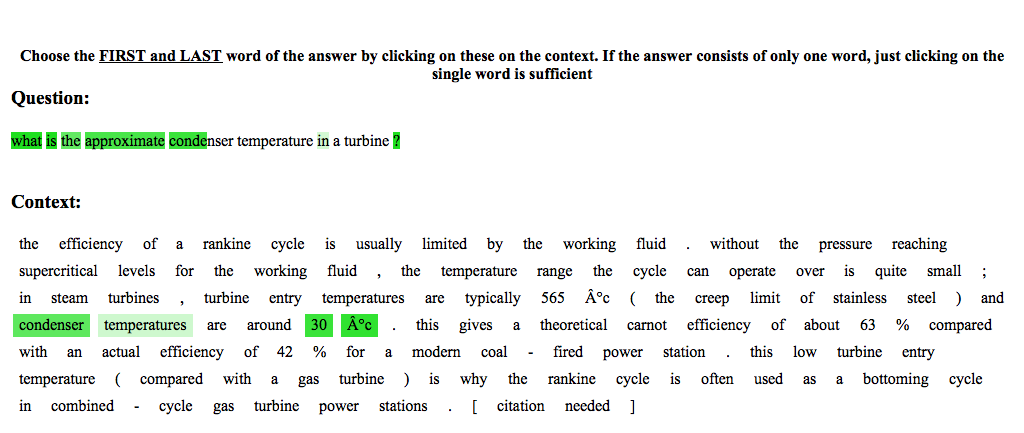 Choose the FIRST and LAST word of the answer by clicking on these on the context. If the answer consists of only one word, just clicking on the
single word is sufficient
Question:
what is the approximate condenser temperature in a turbine ?
Context:
the efficiency of a rankine cycle is usually limited by the working fluid . without the pressure reaching
supercritical levels for the working fluid , the temperature range the cycle can operate over is quite small ;
in steam turbines , turbine entry temperatures are typically 565 Â°c ( the creep limit of stainless steel ) and
condenser temperatures are around 30 Â°c . this gives a theoretical carnot efficiency of about 63 % compared
with an actual efficiency of 42 % for a modern coal - fired power station . this low turbine entry
temperature ( compared with a gas turbine ) is why the rankine cycle is often used as a bottoming cycle
in combined - cycle gas turbine power stations . [ citation needed ]